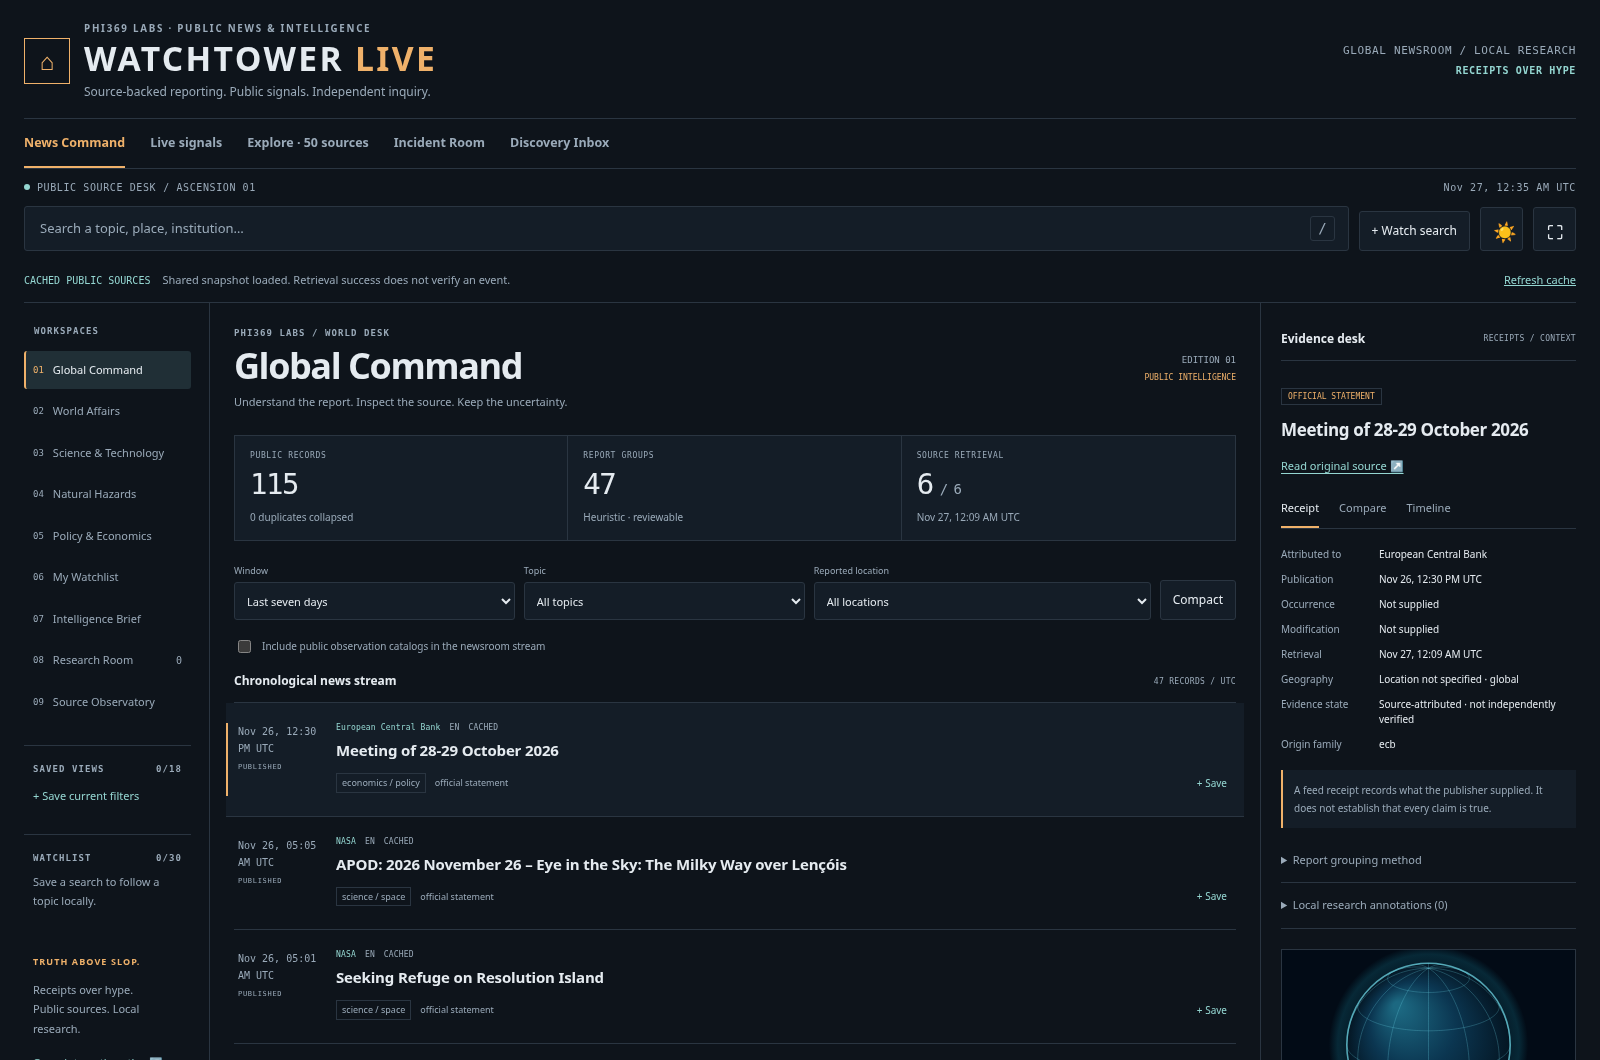 PHI369 LABS · PUBLIC NEWS & INTELLIGENCE
WATCHTOWER LIVE
Source-backed reporting. Public signals. Independent inquiry.
GLOBAL NEWSROOM / LOCAL RESEARCH
RECEIPTS OVER HYPE
News Command
Live signals
Explore · 50 sources
Incident Room
Discovery Inbox
PUBLIC SOURCE DESK / ASCENSION 01
Nov 27, 12:35 AM UTC
Search a topic, place, institution...
/
+ Watch search
CACHED PUBLIC SOURCES
Shared snapshot loaded. Retrieval success does not verify an event.
Refresh cache
WORKSPACES
01 Global Command
02 World Affairs
03 Science & Technology
04 Natural Hazards
05 Policy & Economics
06 My Watchlist
07 Intelligence Brief
08 Research Room 0
09 Source Observatory
SAVED VIEWS 0/18
+ Save current filters
WATCHLIST 0/30
Save a search to follow a
topic locally.
TRUTH ABOVE SLOP.
Receipts over hype.
Public sources. Local
research.
PHI369 LABS / WORLD DESK
Global Command
Understand the report. Inspect the source. Keep the uncertainty.
EDITION 01
PUBLIC INTELLIGENCE
PUBLIC RECORDS
115
0 duplicates collapsed
REPORT GROUPS
47
Heuristic · reviewable
SOURCE RETRIEVAL
6 / 6
Nov 27, 12:09 AM UTC
Window
Last seven days
Topic
All topics
Reported location
All locations
Compact
Include public observation catalogs in the newsroom stream
Chronological news stream
47 RECORDS / UTC
Nov 26, 12:30
PM UTC
PUBLISHED
European Central Bank EN CACHED
Meeting of 28-29 October 2026
economics / policy official statement
+ Save
Nov 26, 05:05
AM UTC
PUBLISHED
NASA EN CACHED
APOD: 2026 November 26 – Eye in the Sky: The Milky Way over Lençóis
science / space official statement
+ Save
Nov 26, 05:01
AM UTC
PUBLISHED
NASA EN CACHED
Seeking Refuge on Resolution Island
science / space official statement
+ Save
Evidence desk
RECEIPTS / CONTEXT
OFFICIAL STATEMENT
Meeting of 28-29 October 2026
Read original source ↗
Receipt Compare Timeline
Attributed to European Central Bank
Publication Nov 26, 12:30 PM UTC
Occurrence Not supplied
Modification Not supplied
Retrieval Nov 27, 12:09 AM UTC
Geography Location not specified · global
Evidence state Source-attributed · not independently
verified
Origin family ecb
A feed receipt records what the publisher supplied. It
does not establish that every claim is true.
Report grouping method
Local research annotations (0)